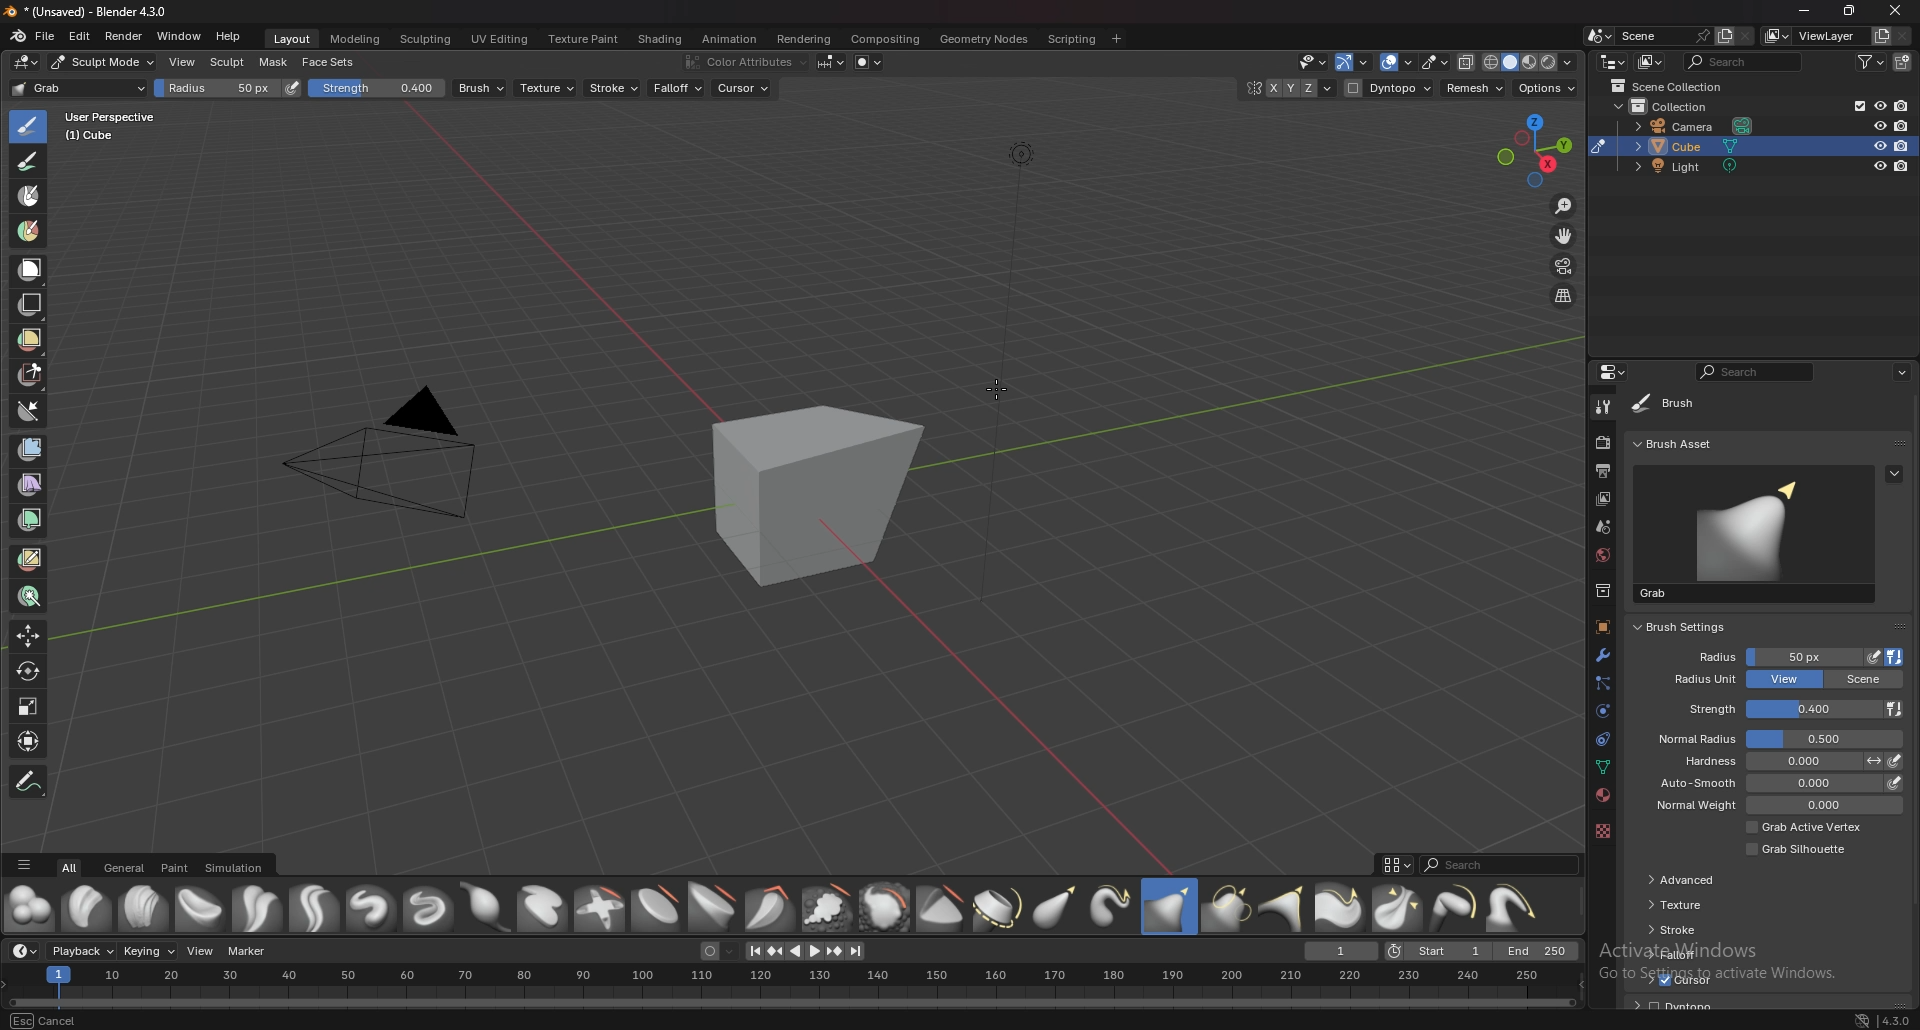 * (Unsaved) - Blender 4.3.0
File Edit Render Window Help Layout Modeling Sculpting UV Editing Texture Paint Shading Animation Rendering Compositing Geometry Nodes Scripting + Scene ViewLayer
Sculpt Mode View Sculpt Mask Face Sets Color Attributes Search
Grab Radius 50 px Strength 0.400 Brush Texture Stroke Falloff Cursor X Y Z Dyntopo Remesh Options
User Perspective
(1) Cube
Z
Y
X
Scene Collection
Collection
Camera
Cube
Light
Search
Brush
Brush Asset
Grab
Brush Settings
Radius 50 px
Radius Unit View Scene
Strength 0.400
Normal Radius 0.500
Hardness 0.000
Auto-Smooth 0.000
Normal Weight 0.000
Grab Active Vertex
Grab Silhouette
Advanced
Texture
Stroke
Falloff
Cursor
Dyntopo
Activate Windows
Go to Settings to activate Windows.
All General Paint Simulation Search
Playback Keying View Marker 1 Start 1 End 250
1 10 20 30 40 50 60 70 80 90 100 110 120 130 140 150 160 170 180 190 200 210 220 230 240 250
Esc Cancel 4.3.0